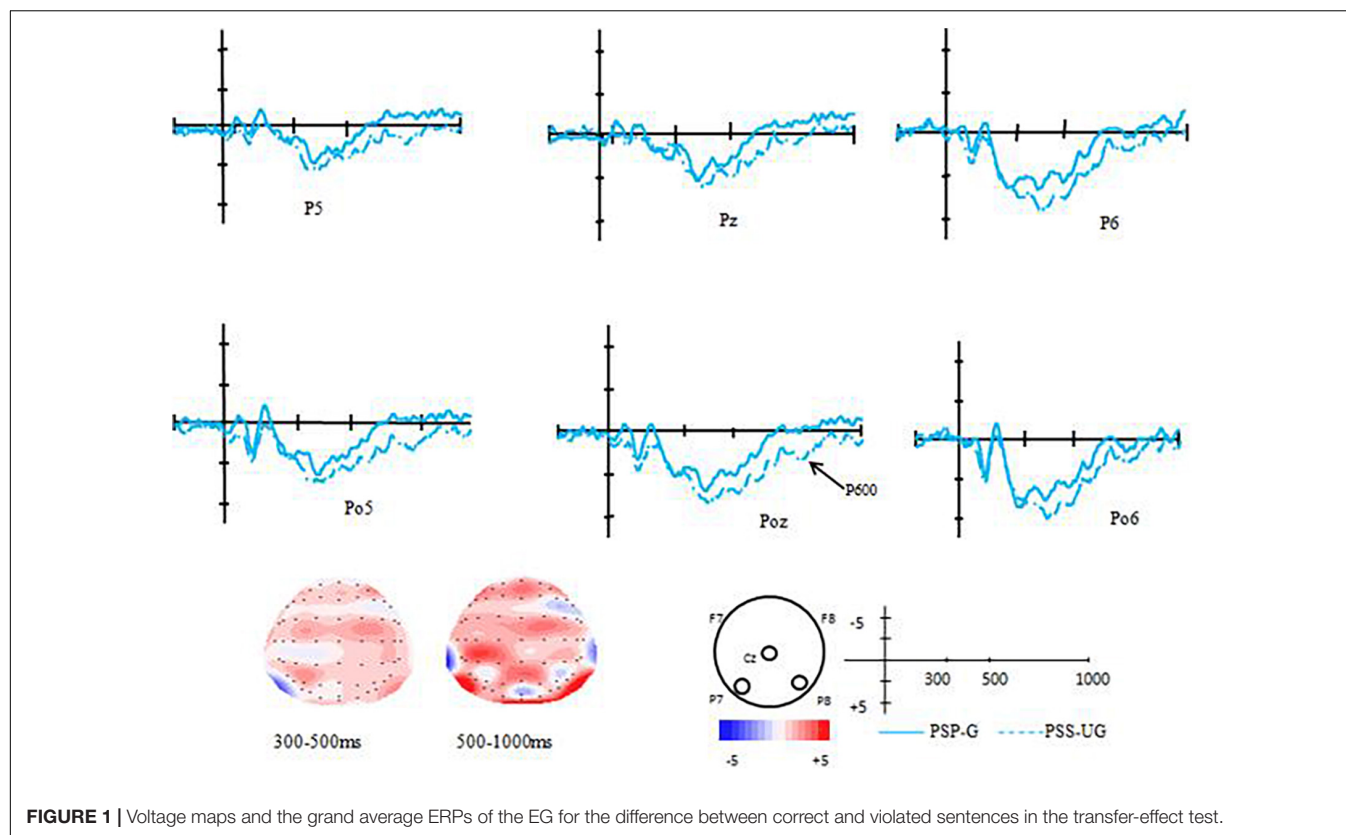 P5
Pz
P6
Po5
Poz
P600
Po6
300-500ms
500-1000ms
F7
F8
Cz
P7
P8
-5
+5
-5
+5
300
500
1000
PSP-G
PSS-UG
FIGURE 1 | Voltage maps and the grand average ERPs of the EG for the difference between correct and violated sentences in the transfer-effect test.